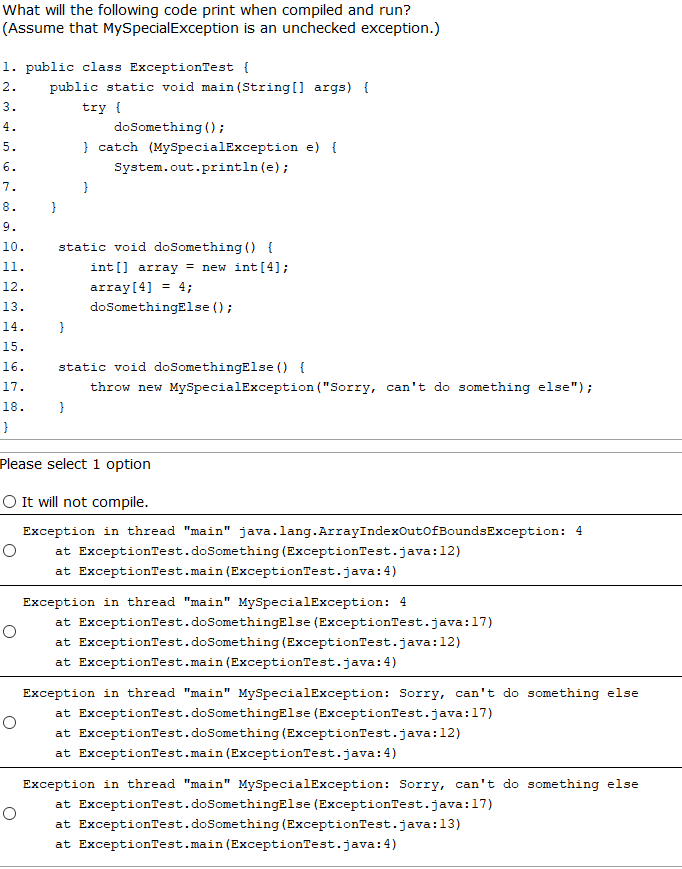 What will the following code print when compiled and run?
(Assume that MySpecialException is an unchecked exception.)
1. public class ExceptionTest {
2.    public static void main(String[] args) {
3.        try {
4.            doSomething();
5.        } catch (MySpecialException e) {
6.            System.out.println(e);
7.        }
8.    }
9.
10.    static void doSomething() {
11.        int[] array = new int[4];
12.        array[4] = 4;
13.        doSomethingElse();
14.    }
15.
16.    static void doSomethingElse() {
17.        throw new MySpecialException("Sorry, can't do something else");
18.    }
}
Please select 1 option
It will not compile.
Exception in thread "main" java.lang.ArrayIndexOutOfBoundsException: 4
    at ExceptionTest.doSomething(ExceptionTest.java:12)
    at ExceptionTest.main(ExceptionTest.java:4)
Exception in thread "main" MySpecialException: 4
    at ExceptionTest.doSomethingElse(ExceptionTest.java:17)
    at ExceptionTest.doSomething(ExceptionTest.java:12)
    at ExceptionTest.main(ExceptionTest.java:4)
Exception in thread "main" MySpecialException: Sorry, can't do something else
    at ExceptionTest.doSomethingElse(ExceptionTest.java:17)
    at ExceptionTest.doSomething(ExceptionTest.java:12)
    at ExceptionTest.main(ExceptionTest.java:4)
Exception in thread "main" MySpecialException: Sorry, can't do something else
    at ExceptionTest.doSomethingElse(ExceptionTest.java:17)
    at ExceptionTest.doSomething(ExceptionTest.java:13)
    at ExceptionTest.main(ExceptionTest.java:4)